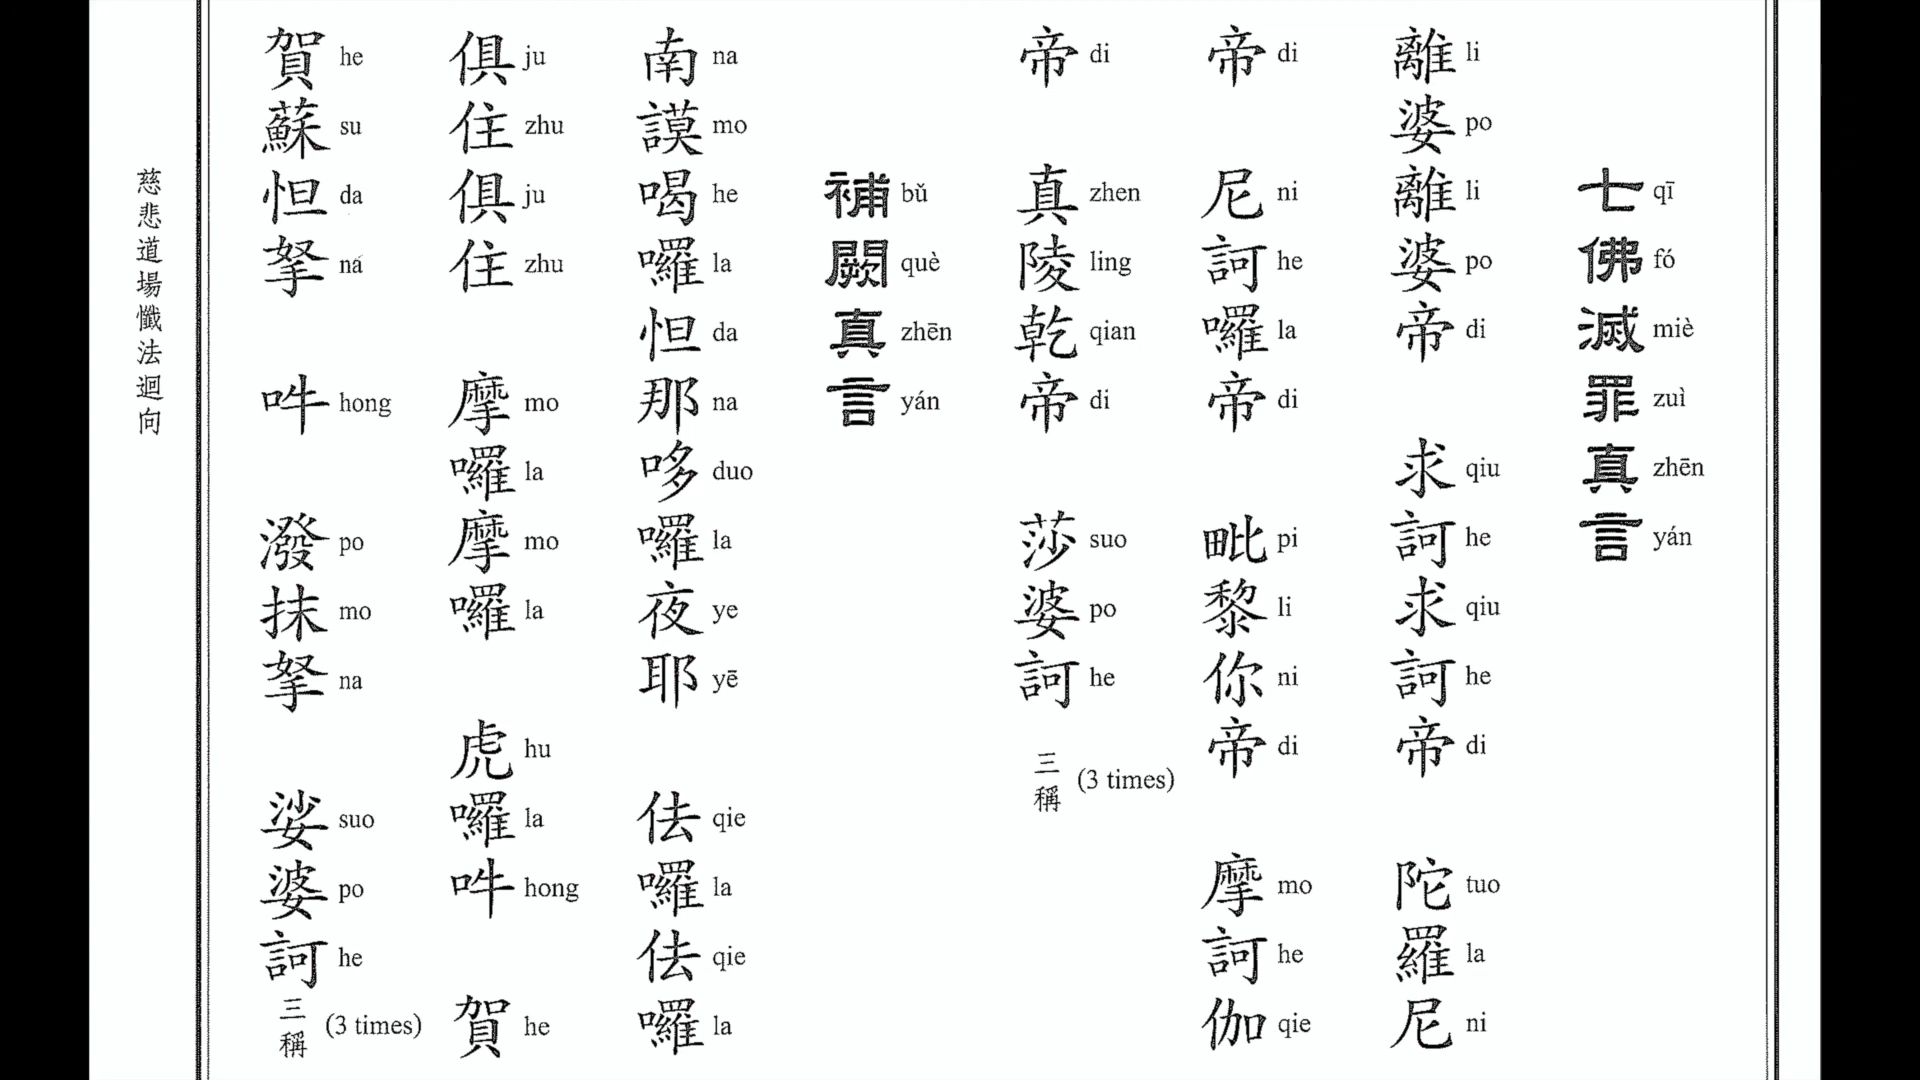 七 qī 佛 fó 滅 miè 罪 zuì 真 zhēn 言 yán
離 li 婆 po 離 li 婆 po 帝 di 求 qiu 訶 he 求 qiu 訶 he 帝 di 陀 tuo 羅 la 尼 ni
帝 di 尼 ni 訶 he 囉 la 帝 di 毗 pi 黎 li 你 ni 帝 di 摩 mo 訶 he 伽 qie
帝 di 真 zhen 陵 ling 乾 qian 帝 di 莎 suo 婆 po 訶 he 三稱 (3 times)
補 bǔ 闕 què 真 zhēn 言 yán
南 na 謨 mo 喝 he 囉 la 怛 da 那 na 哆 duo 囉 la 夜 ye 耶 yē 佉 qie 囉 la 佉 qie 囉 la
俱 ju 住 zhu 俱 ju 住 zhu 摩 mo 囉 la 摩 mo 囉 la 虎 hu 囉 la 吽 hong 賀 he
賀 he 蘇 su 怛 da 拏 ná 吽 hong 潑 po 抹 mo 拏 na 娑 suo 婆 po 訶 he 三稱 (3 times)
慈悲道場懺法迴向